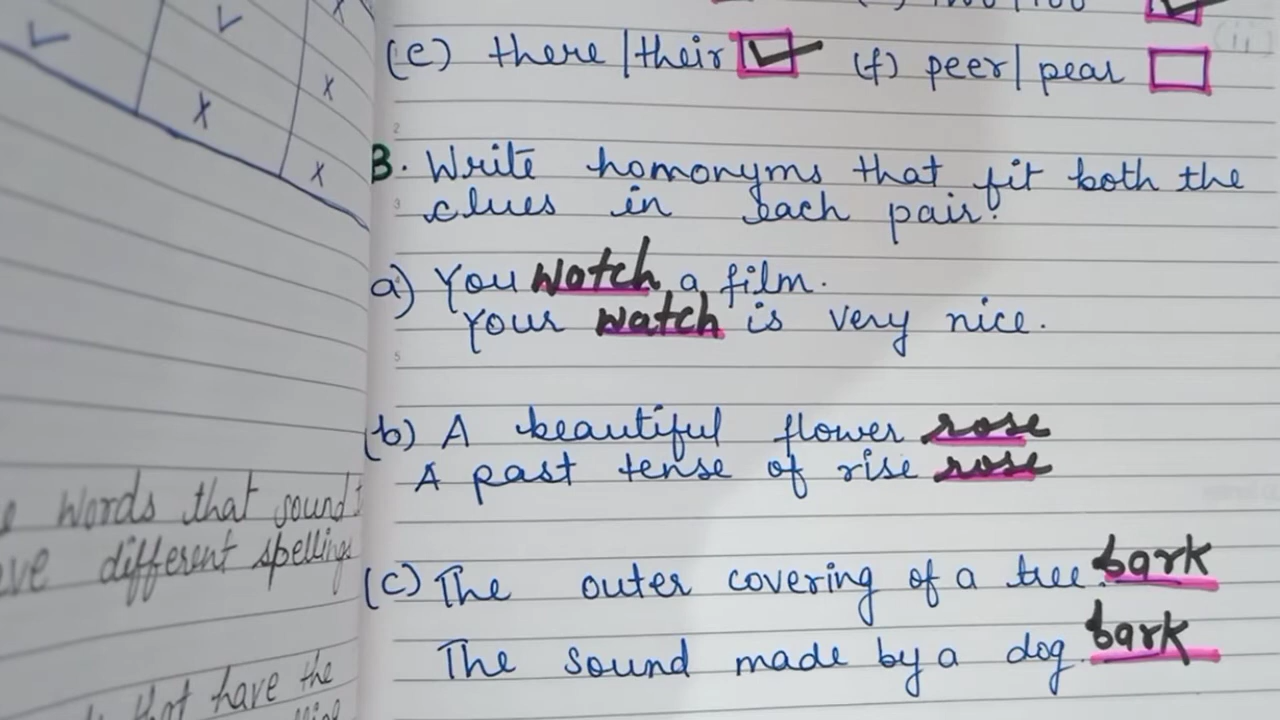 (e) there/their (f) peer/pear
B. Write homonyms that fit both the
clues in each pair.
a) You watch a film.
Your watch is very nice.
(b) A beautiful flower rose
A past tense of rise rose
(c) The outer covering of a tree. bark
The sound made by a dog bark
words that sound
different spellings
that have the